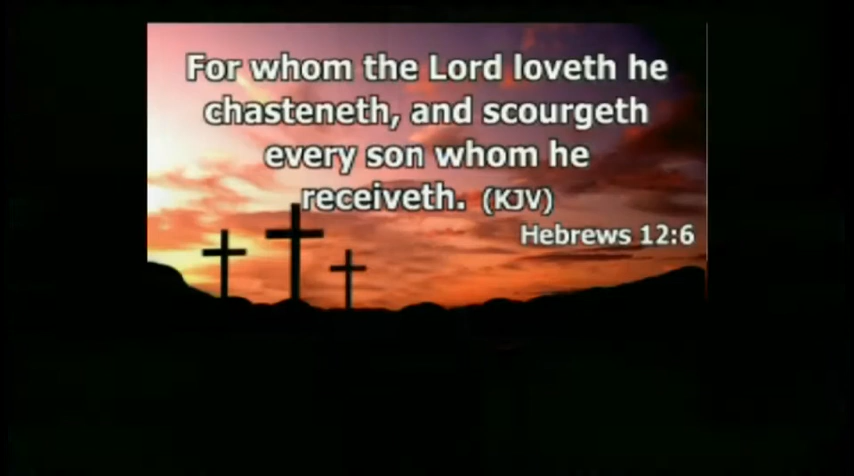 For whom the Lord loveth he
chasteneth, and scourgeth
every son whom he
receiveth. (KJV)
Hebrews 12:6